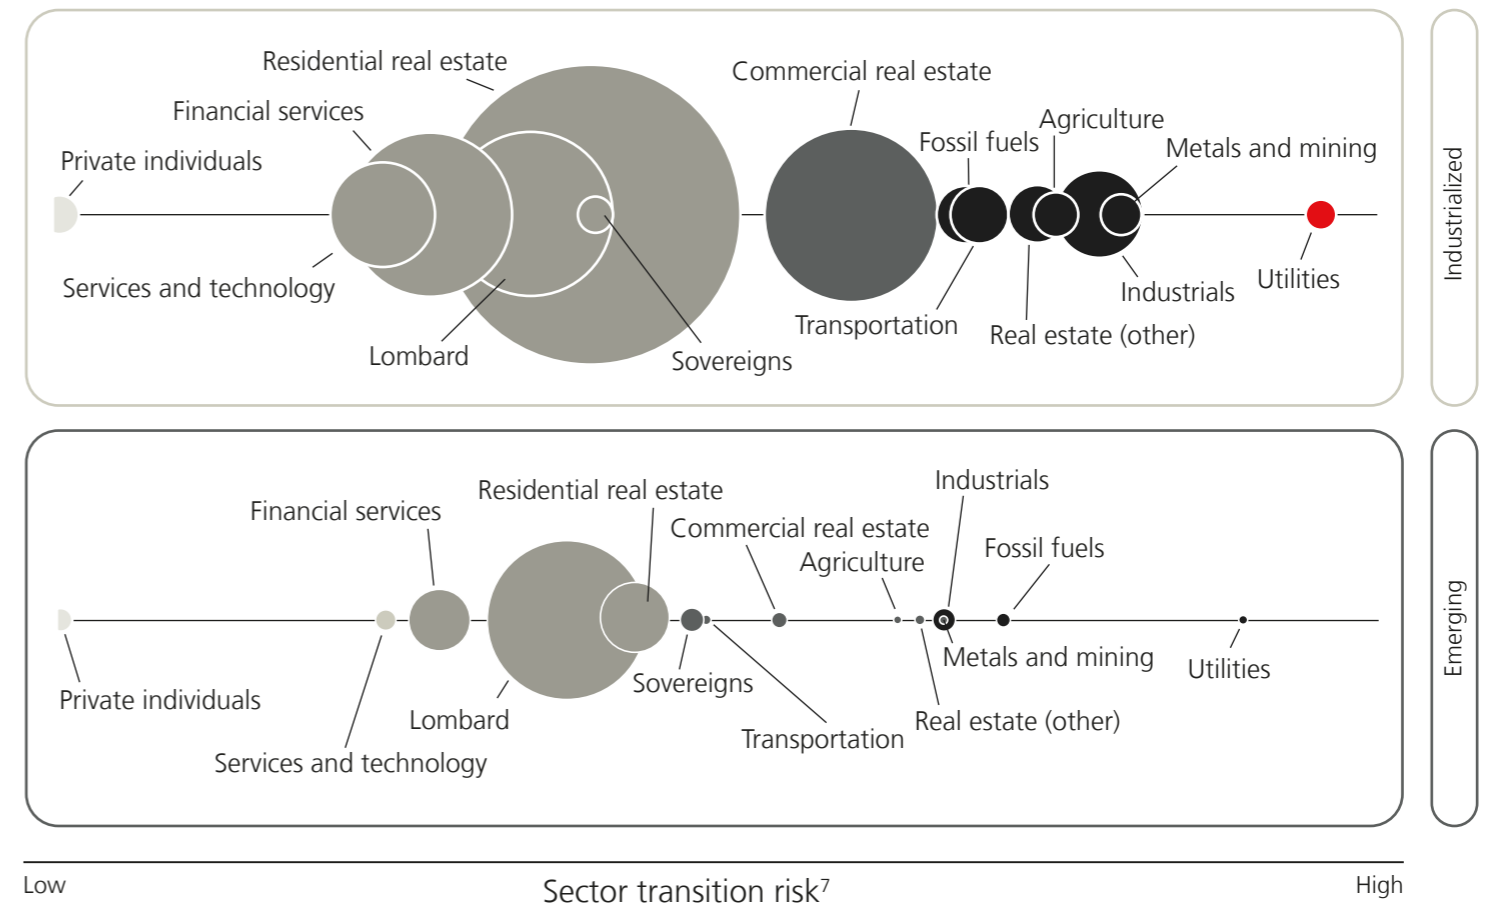 Residential real estate
Commercial real estate
Financial services
Agriculture
Fossil fuels
Metals and mining
Private individuals
Services and technology
Utilities
Industrials
Transportation
Real estate (other)
Lombard
Sovereigns
Industrialized
Industrials
Residential real estate
Financial services
Commercial real estate
Fossil fuels
Agriculture
Metals and mining
Utilities
Sovereigns
Private individuals
Lombard
Real estate (other)
Transportation
Services and technology
Emerging
Low
Sector transition risk7
High